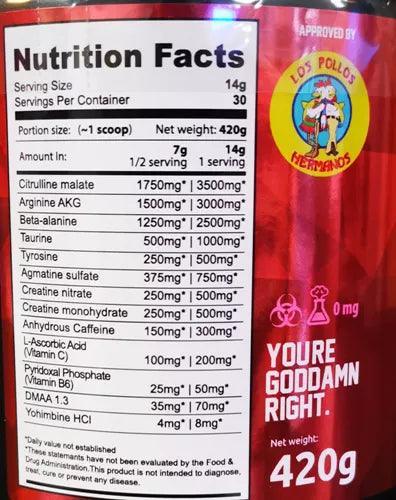 Nutrition Facts
Serving Size 14g
Servings Per Container 30
Portion size: (~1 scoop) Net weight: 420g
7g 14g
Amount In: 1/2 serving 1 serving
Citrulline malate 1750mg* | 3500mg*
Arginine AKG 1500mg* | 3000mg*
Beta-alanine 1250mg* | 2500mg*
Taurine 500mg* | 1000mg*
Tyrosine 250mg* | 500mg*
Agmatine sulfate 375mg* | 750mg*
Creatine nitrate 250mg* | 500mg*
Creatine monohydrate 250mg* | 500mg*
Anhydrous Caffeine 150mg* | 300mg*
L-Ascorbic Acid
(Vitamin C) 100mg* | 200mg*
Pyridoxal Phosphate
(Vitamin B6) 25mg* | 50mg*
DMAA 1.3 35mg* | 70mg*
Yohimbine HCl 4mg* | 8mg*
*Daily value not established
*These statemants have not been evaluated by the Food &
Drug Administration. This product is not intended to diagnose,
treat, cure or prevent any disease.
APPROVED BY
LOS POLLOS
HERMANOS
0 mg
YOURE
GODDAMN
RIGHT.
Net weight:
420g